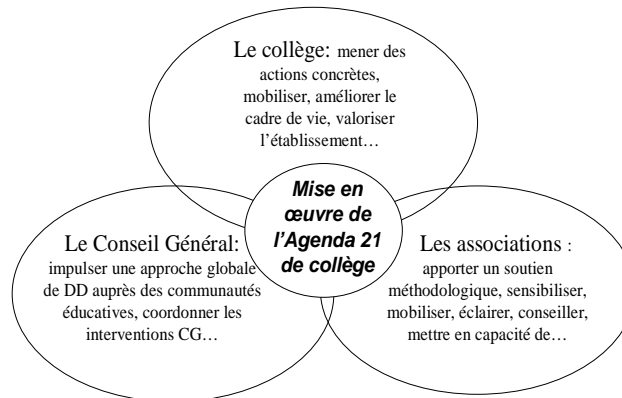 Le collège: mener des
actions concrètes,
mobiliser, améliorer le
cadre de vie, valoriser
l’établissement…
Mise en
œuvre de
l’Agenda 21
de collège
Le Conseil Général:
impulser une approche globale
de DD auprès des communautés
éducatives, coordonner les
interventions CG…
Les associations :
apporter un soutien
méthodologique, sensibiliser,
mobiliser, éclairer, conseiller,
mettre en capacité de…